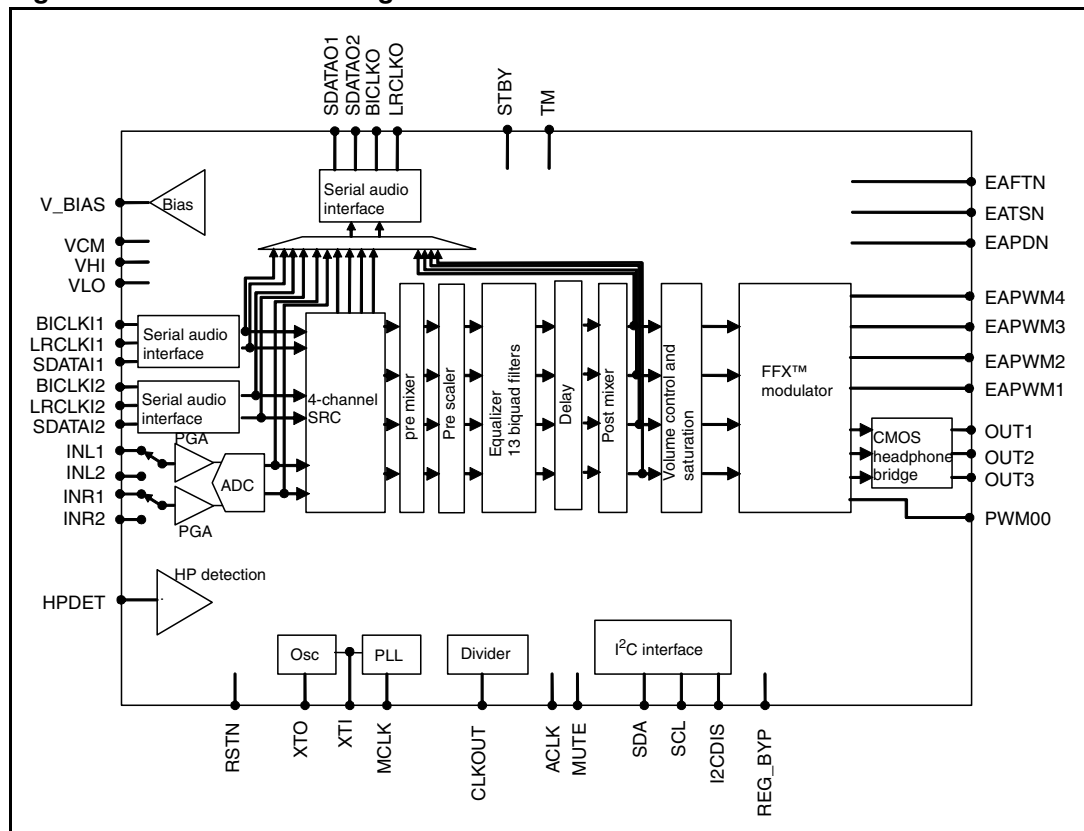 SDATAO1
SDATAO2
BICLKO
LRCLKO
STBY
TM
Serial audio
interface
V_BIAS
Bias
VCM
VHI
VLO
BICLKI1
LRCLKI1
SDATAI1
BICLKI2
LRCLKI2
SDATAI2
INL1
INL2
INR1
INR2
HPDET
Serial audio
interface
Serial audio
interface
PGA
ADC
PGA
HP detection
4-channel
SRC
pre mixer
Pre scaler
Equalizer
13 biquad filters
Delay
Post mixer
Volume control and
saturation
FFX™
modulator
CMOS
headphone
bridge
EAFTN
EATSN
EAPDN
EAPWM4
EAPWM3
EAPWM2
EAPWM1
OUT1
OUT2
OUT3
PWM00
Osc
PLL
Divider
I²C interface
RSTN
XTO
XTI
MCLK
CLKOUT
ACLK
MUTE
SDA
SCL
I2CDIS
REG_BYP